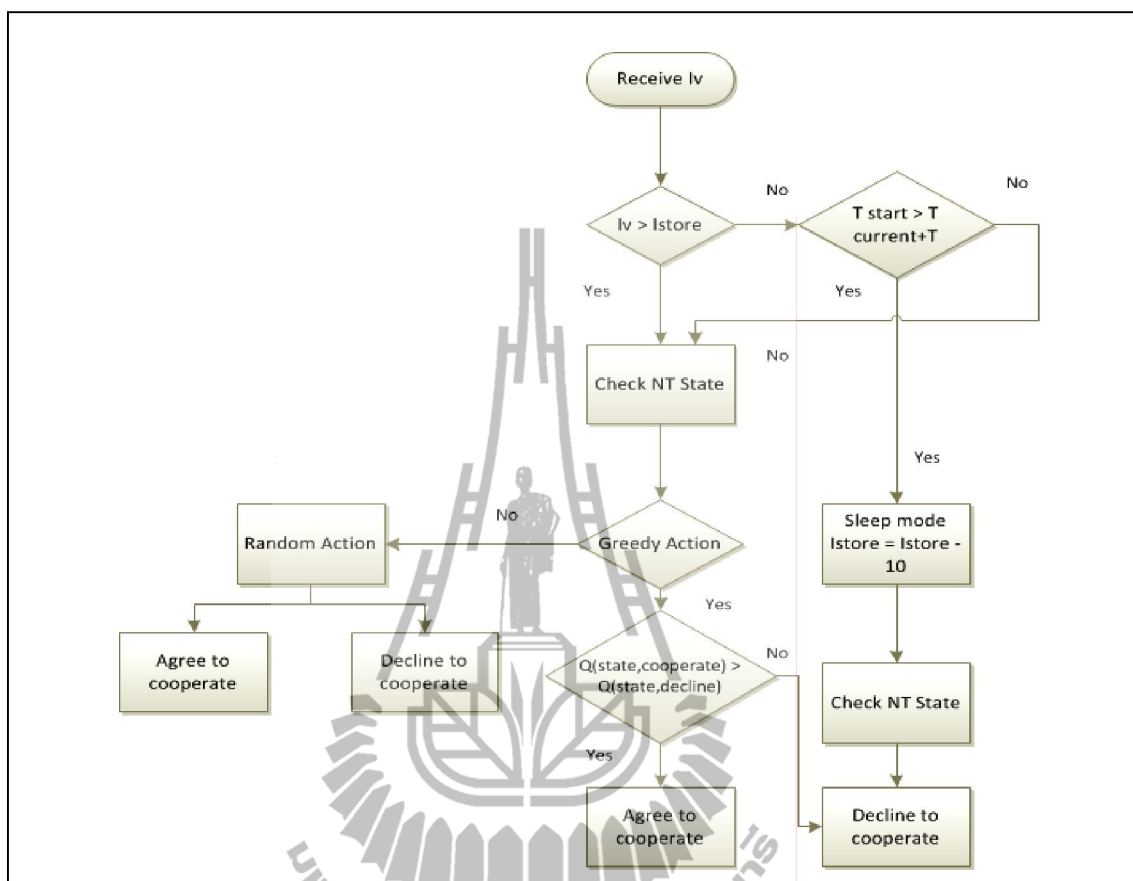 Receive Iv
No
No
Iv > Istore
T start > T
current+T
Yes
Yes
Check NT State
No
Yes
No
Random Action
Greedy Action
Sleep mode
Istore = Istore -
10
Yes
Agree to
cooperate
Decline to
cooperate
Q(state,cooperate) >
Q(state,decline)
No
Check NT State
Yes
Agree to
cooperate
Decline to
cooperate